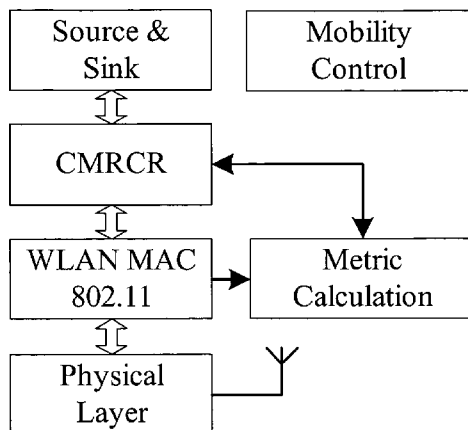 Source &
Sink
Mobility
Control
CMRCR
WLAN MAC
802.11
Metric
Calculation
Physical
Layer